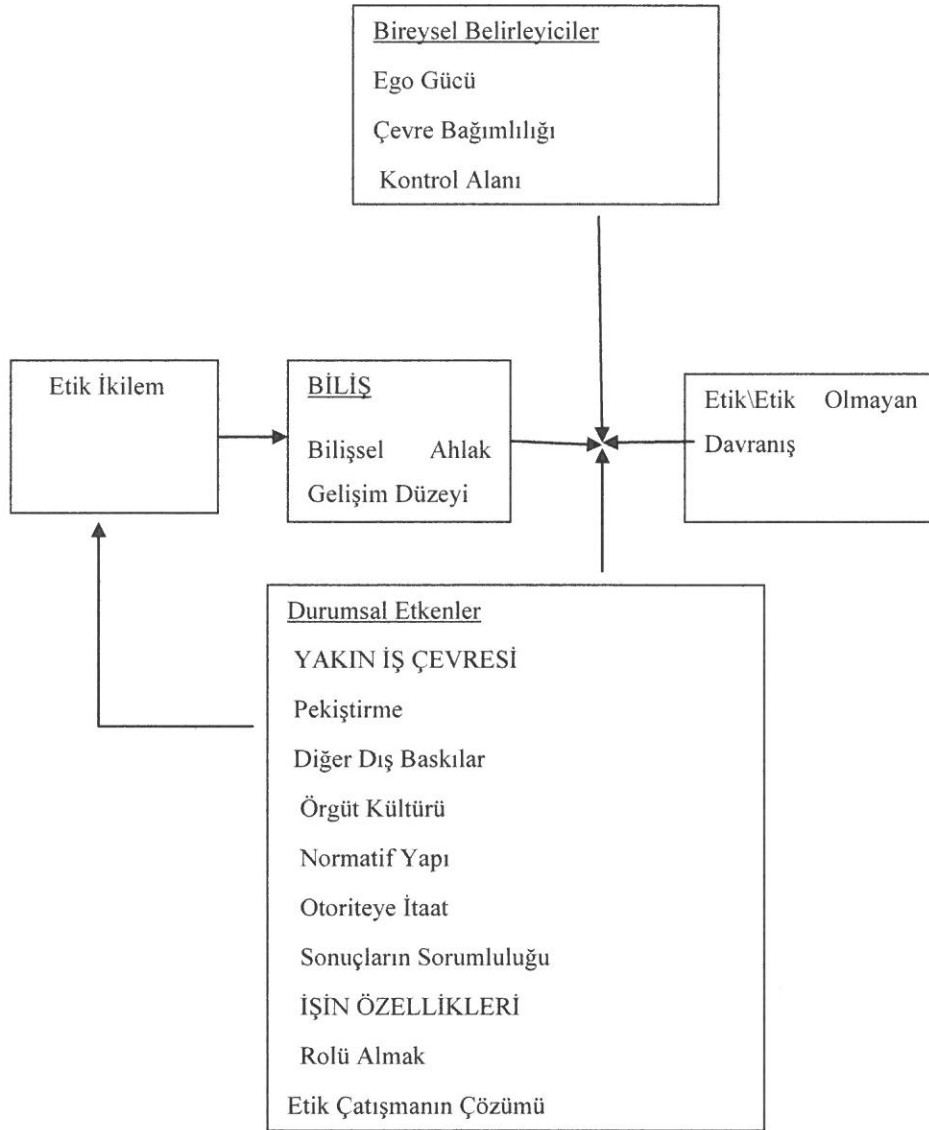 Bireysel Belirleyiciler
Ego Gücü
Çevre Bağımlılığı
Kontrol Alanı
Etik İkilem
BİLİŞ
Bilişsel Ahlak
Gelişim Düzeyi
Etik\Etik Olmayan
Davranış
Durumsal Etkenler
YAKIN İŞ ÇEVRESİ
Pekiştirme
Diğer Dış Baskılar
Örgüt Kültürü
Normatif Yapı
Otoriteye İtaat
Sonuçların Sorumluluğu
İŞİN ÖZELLİKLERİ
Rolü Almak
Etik Çatışmanın Çözümü